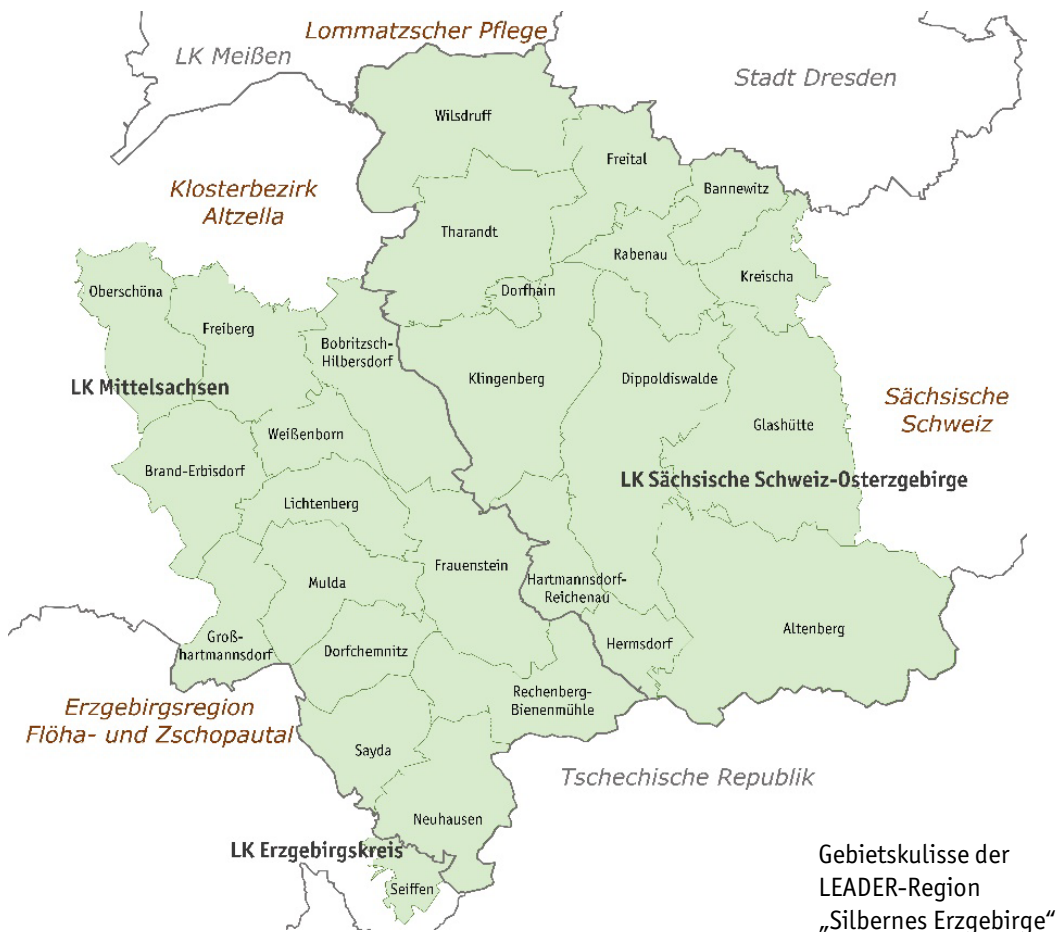 Lommatzscher Pflege
LK Meißen
Stadt Dresden
Wilsdruff
Freital
Bannewitz
Klosterbezirk
Altzella
Tharandt
Rabenau
Kreischa
Oberschöna
Dorfhain
Freiberg
Bobritzsch-
Hilbersdorf
Klingenberg
Dippoldiswalde
LK Mittelsachsen
Sächsische
Schweiz
Glashütte
Weißenborn
Brand-Erbisdorf
LK Sächsische Schweiz-Osterzgebirge
Lichtenberg
Frauenstein
Mulda
Hartmannsdorf-
Reichenau
Altenberg
Groß-
hartmannsdorf
Dorfchemnitz
Hermsdorf
Rechenberg-
Bienenmühle
Erzgebirgsregion
Flöha- und Zschopautal
Sayda
Tschechische Republik
Neuhausen
LK Erzgebirgskreis
Seiffen
Gebietskulisse der
LEADER-Region
„Silbernes Erzgebirge“